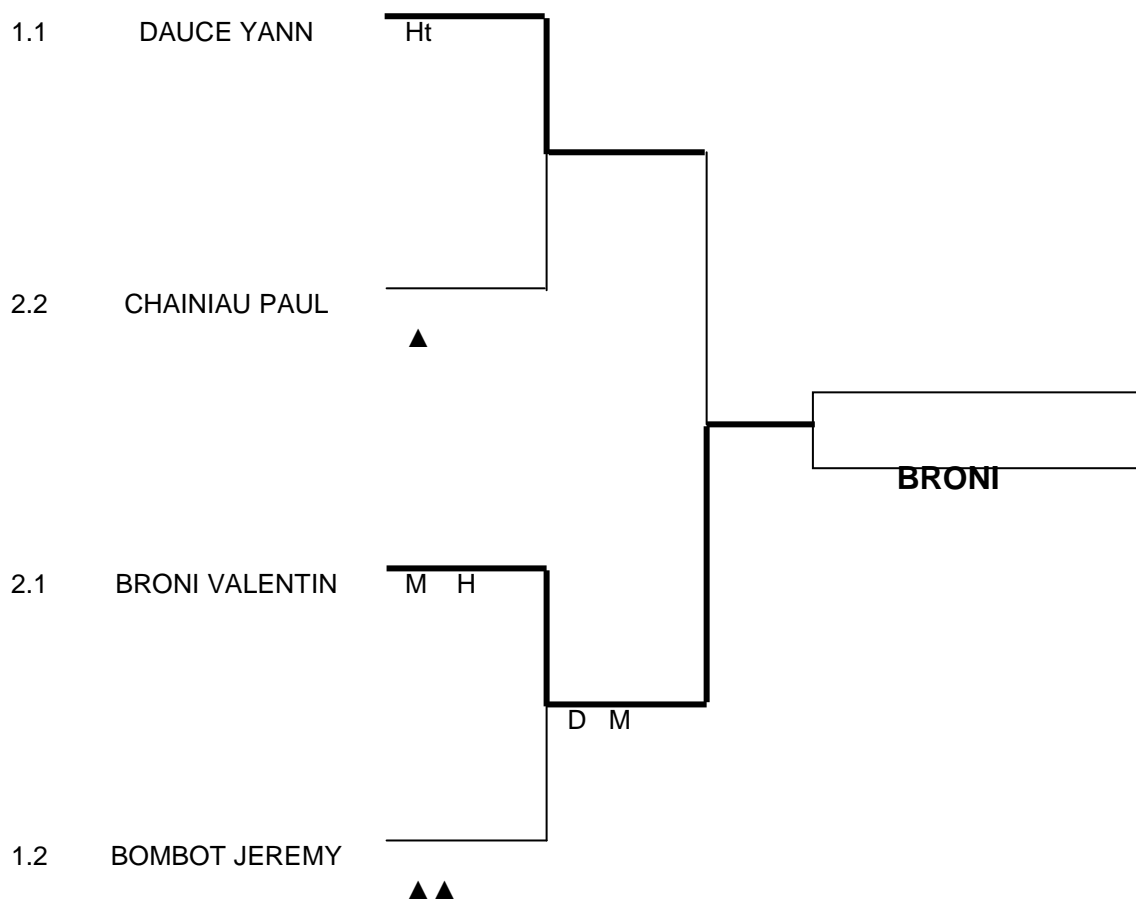 1.1 DAUCE YANN Ht
2.2 CHAINIAU PAUL
▲
BRONI
2.1 BRONI VALENTIN M H
D M
1.2 BOMBOT JEREMY
▲▲